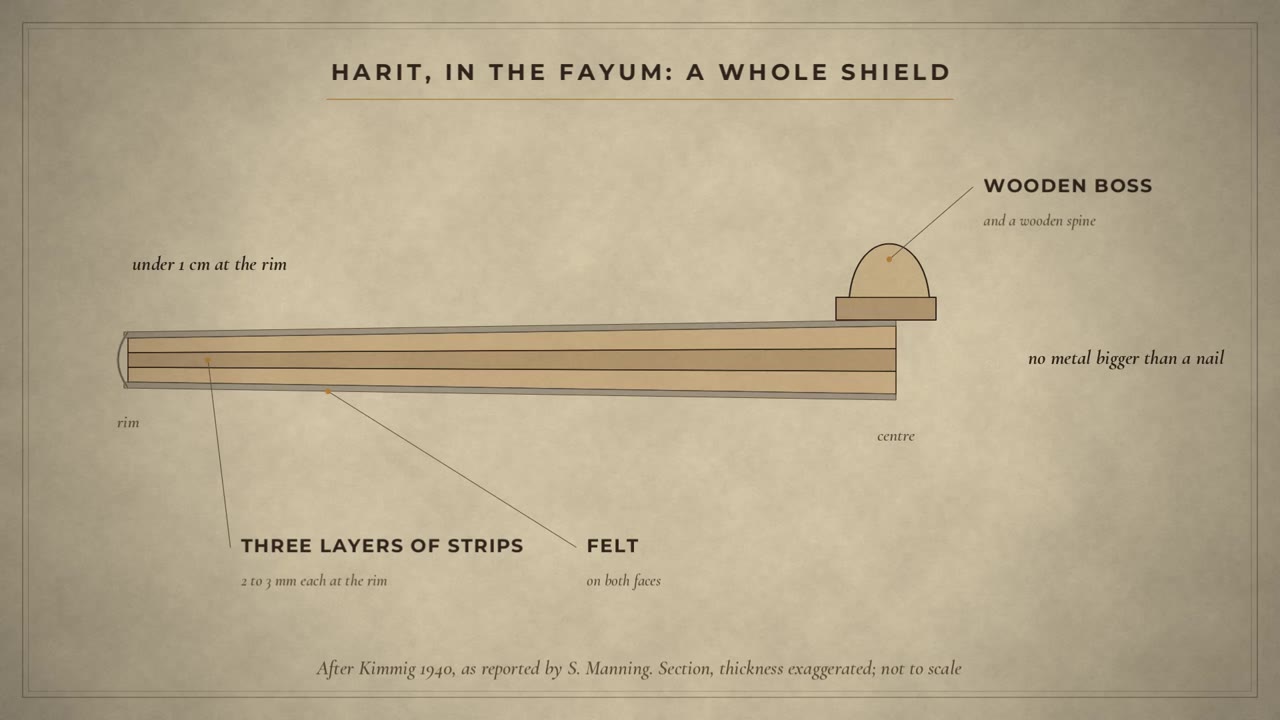 HARIT, IN THE FAYUM: A WHOLE SHIELD
WOODEN BOSS
and a wooden spine
under 1 cm at the rim
no metal bigger than a nail
rim
centre
THREE LAYERS OF STRIPS
2 to 3 mm each at the rim
FELT
on both faces
After Kimmig 1940, as reported by S. Manning. Section, thickness exaggerated; not to scale